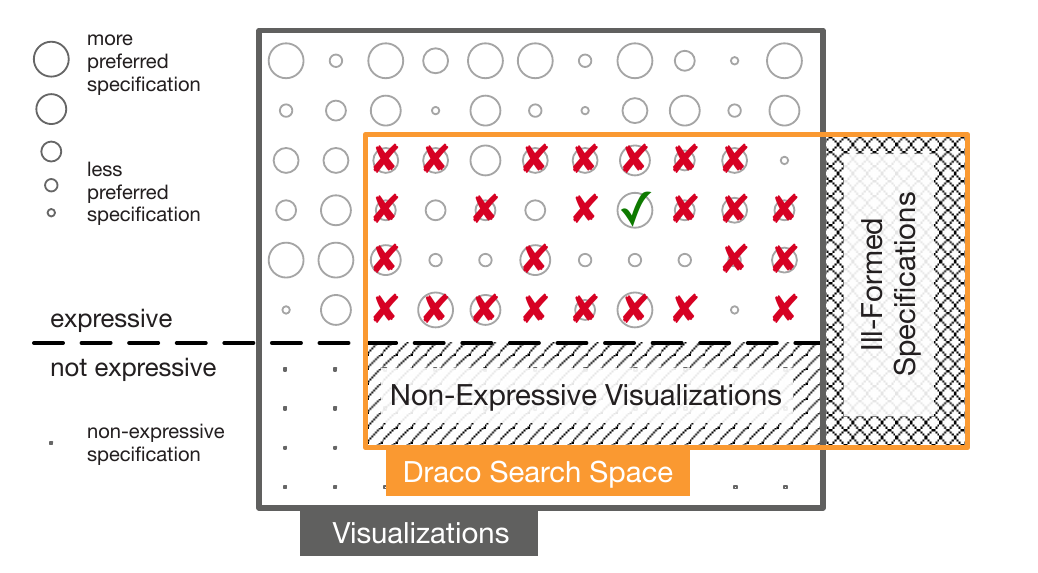 more
preferred
specification
less
preferred
specification
expressive
not expressive
non-expressive
specification
Non-Expressive Visualizations
Ill-Formed
Specifications
Draco Search Space
Visualizations